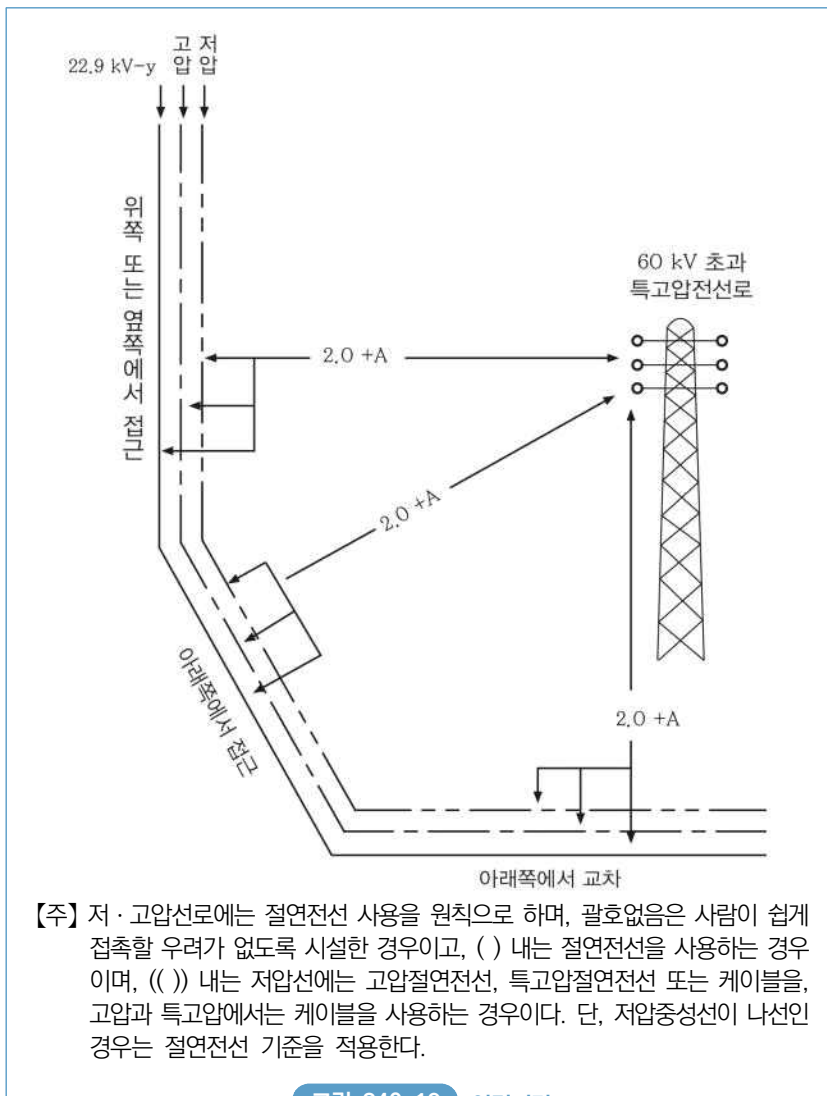 고 저
22.9 kV-y 압 압
위쪽 또는 옆쪽에서 접근
60 kV 초과
특고압전선로
2.0 +A
2.0 +A
아래쪽에서 접근
2.0 +A
아래쪽에서 교차
【주】 저 · 고압선로에는 절연전선 사용을 원칙으로 하며, 괄호없음은 사람이 쉽게
접촉할 우려가 없도록 시설한 경우이고, ( ) 내는 절연전선을 사용하는 경우
이며, (( )) 내는 저압선에는 고압절연전선, 특고압절연전선 또는 케이블을,
고압과 특고압에서는 케이블을 사용하는 경우이다. 단, 저압중성선이 나선인
경우는 절연전선 기준을 적용한다.